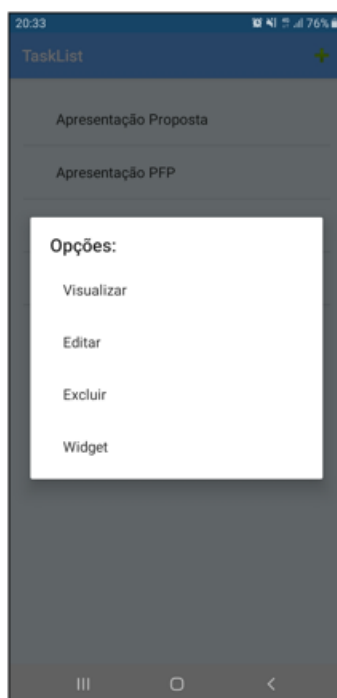 20:33 76%
TaskList
Apresentação Proposta
Apresentação PFP
Opções:
Visualizar
Editar
Excluir
Widget